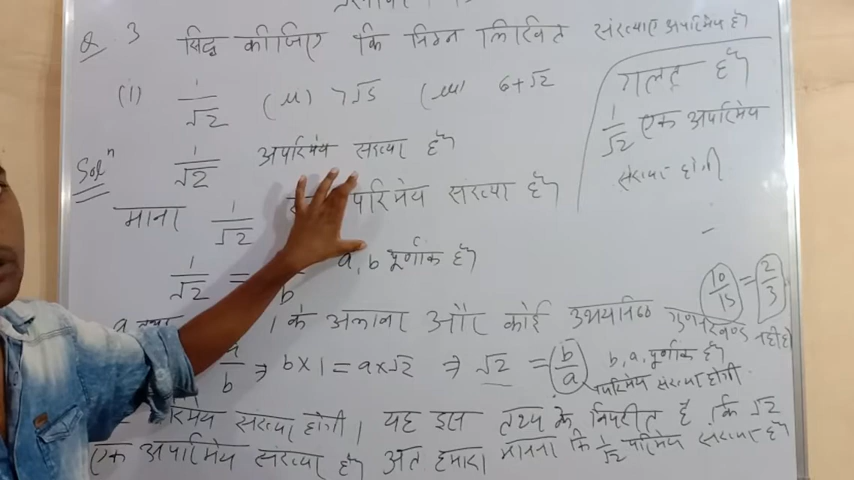 Q 3 सिद्ध कीजिए कि निम्न लिखित संख्याए अपरिमेय है
(i) 1/√2 (ii) 7√5 (iii) 6+√2
Solⁿ 1/√2 अपरिमेय संख्या है
माना 1/√2 परिमेय संख्या है
1/√2 = b a, b पूर्णांक है
1 के अलावा और कोई उभयनिष्ठ गुणनखण्ड नही हो
a/b ⇒ b×1 = a×√2 ⇒ √2 = (b/a) b, a, पूर्णांक है
परिमेय संख्या होगी
संख्या होगी। यह इस तथ्य के विपरीत है कि √2
एक अपरिमेय संख्या है अत हमारा मानना कि 1/√2 परिमेय संख्या है
गलत है
1/√2 एक अपरिमेय
संख्या होगी
10/15 = 2/3